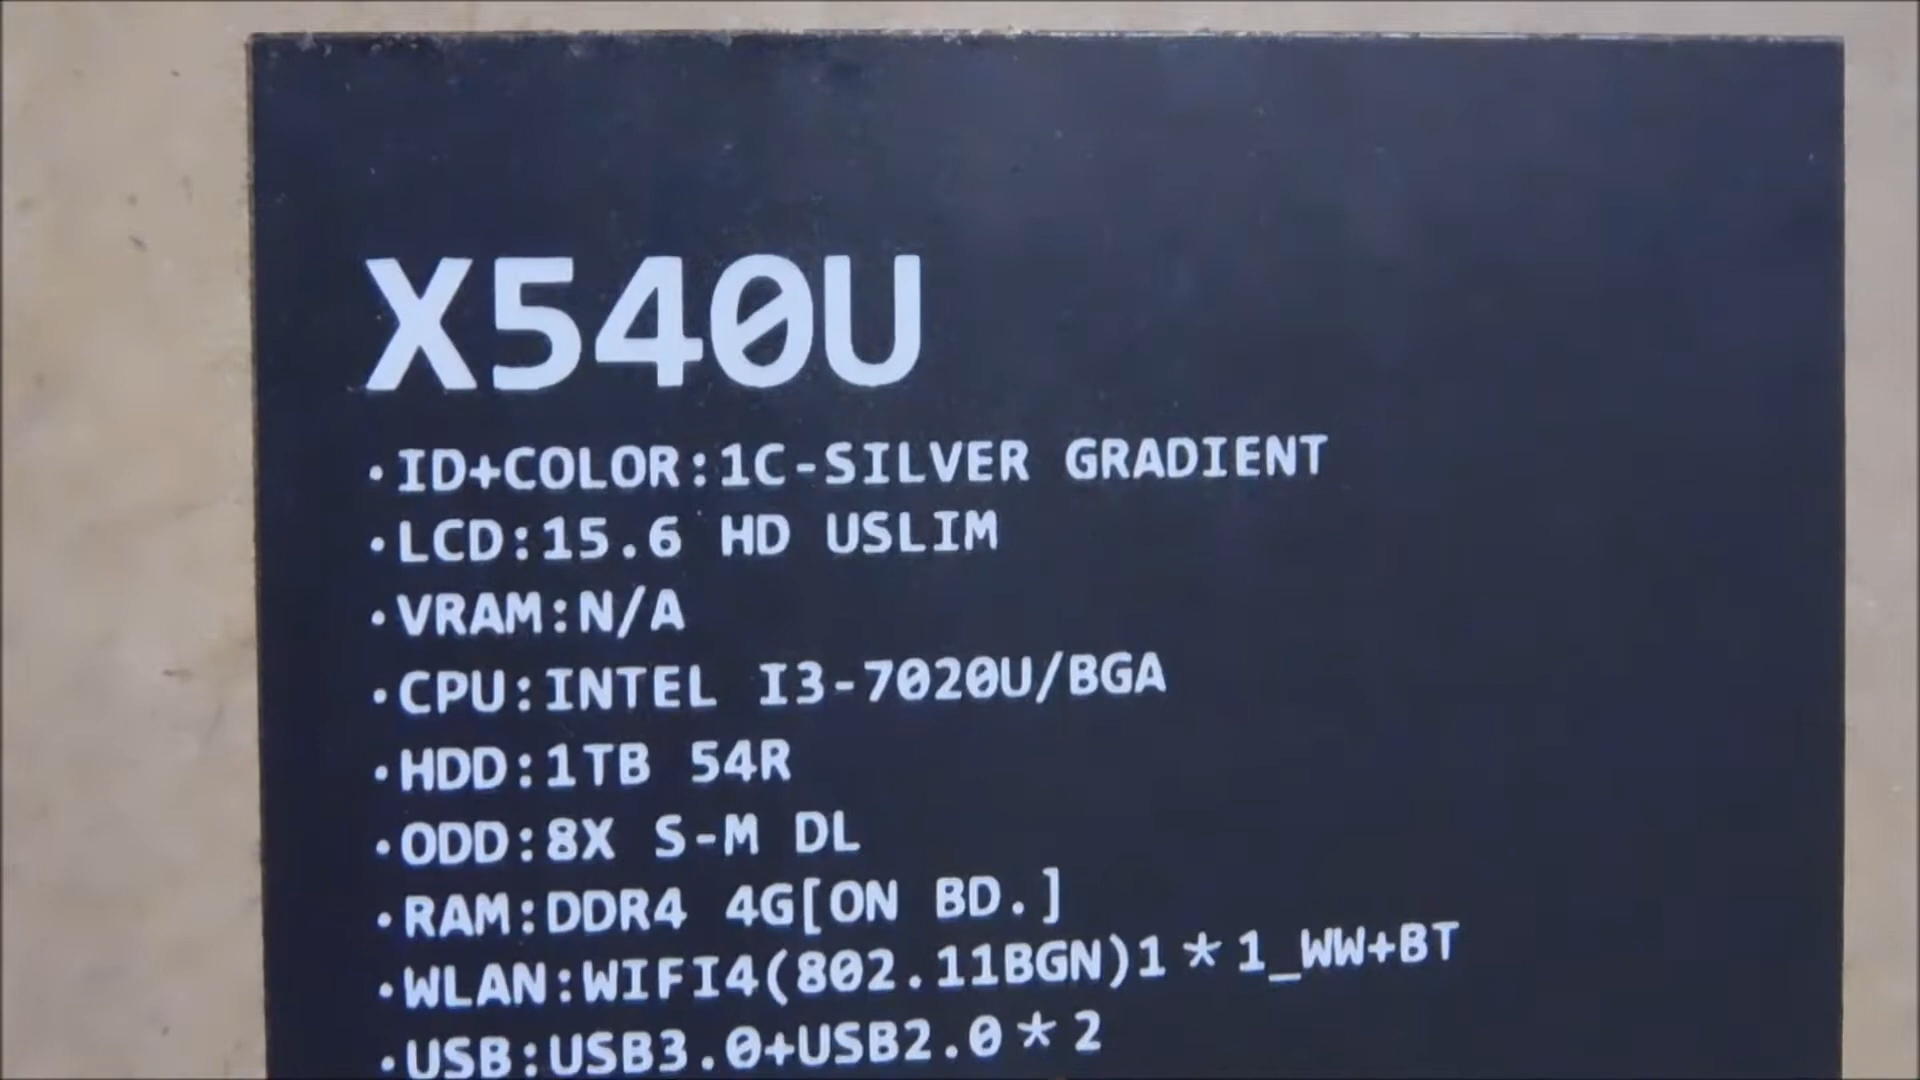 X540U
·ID+COLOR:1C-SILVER GRADIENT
·LCD:15.6 HD USLIM
·VRAM:N/A
·CPU:INTEL I3-7020U/BGA
·HDD:1TB 54R
·ODD:8X S-M DL
·RAM:DDR4 4G[ON BD.]
·WLAN:WIFI4(802.11BGN)1*1_WW+BT
·USB:USB3.0+USB2.0*2